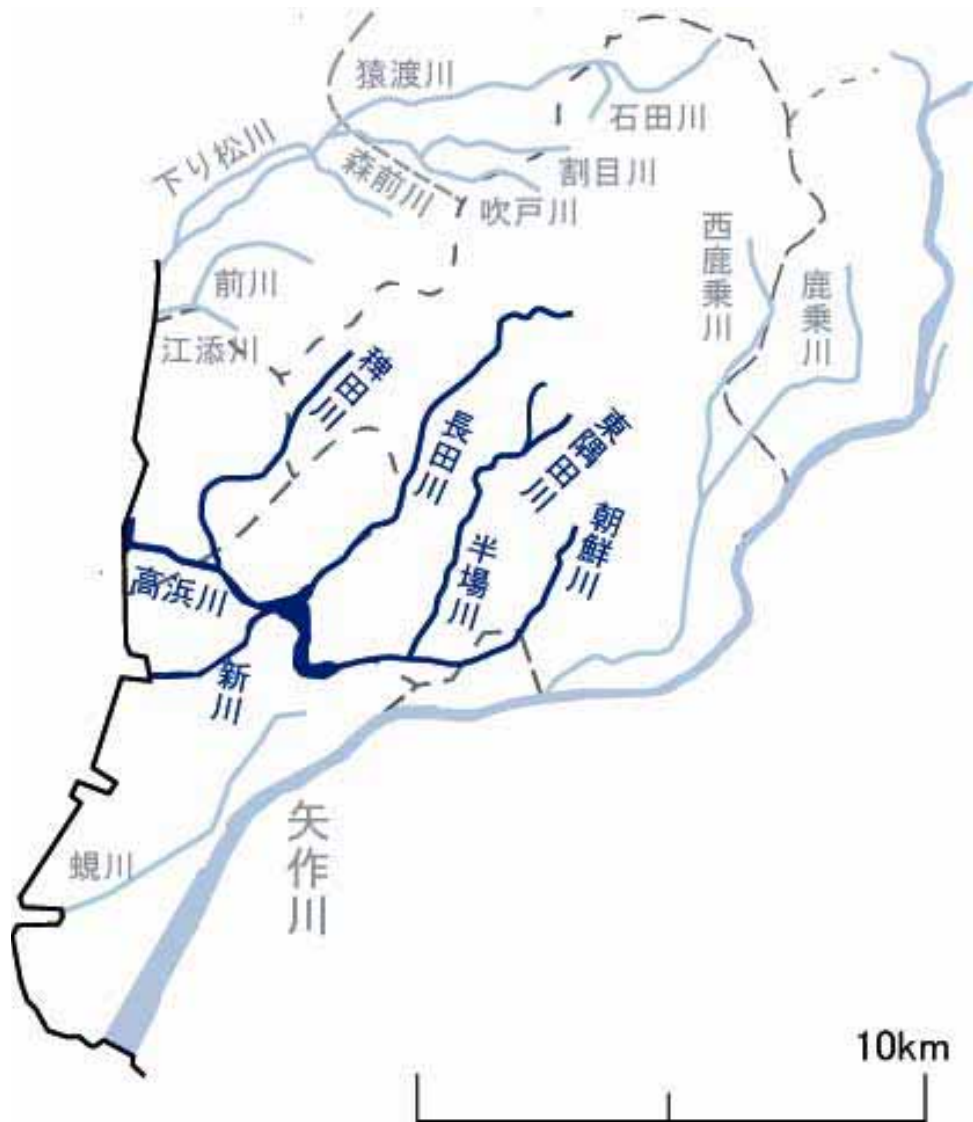 猿渡川
石田川
下り松川
森前川
割目川
吹戸川
西鹿乗川
鹿乗川
前川
江添川
稗田川
長田川
東隅田川
朝鮮川
半場川
高浜川
新川
矢作川
蜆川
10km